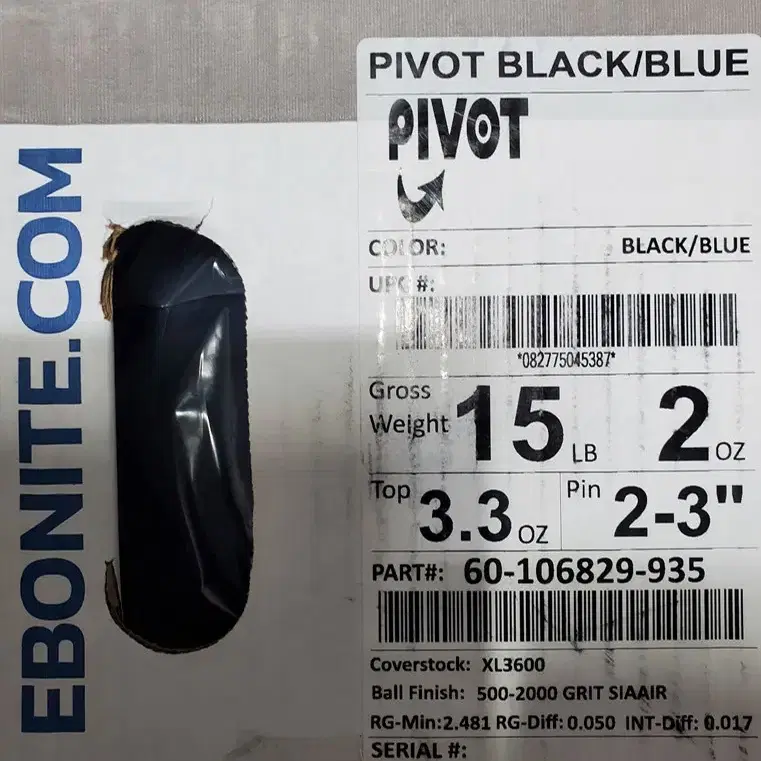 EBONITE.COM
PIVOT BLACK/BLUE
PIVOT
COLOR: BLACK/BLUE
UPC #:
*082775045387*
Gross Weight 15 LB 2 OZ
Top 3.3 OZ Pin 2-3"
PART#: 60-106829-935
Coverstock: XL3600
Ball Finish: 500-2000 GRIT SIAAIR
RG-Min:2.481 RG-Diff: 0.050 INT-Diff: 0.017
SERIAL #: